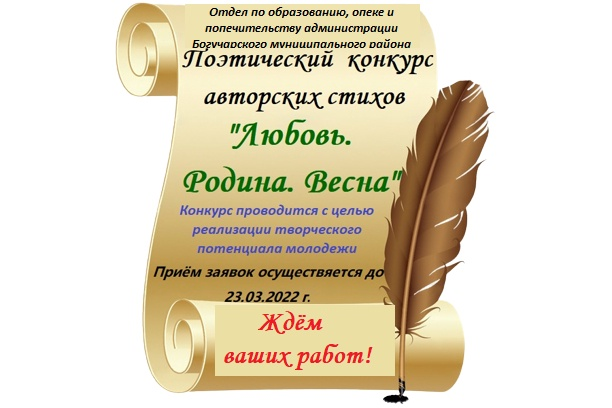 Отдел по образованию, опеке и
попечительству администрации
Богучарского муниципального района
Поэтический конкурс
авторских стихов
"Любовь.
Родина. Весна"
Конкурс проводится с целью
реализации творческого
потенциала молодежи
Приём заявок осуществляется до
23.03.2022 г.
Ждём
ваших работ!